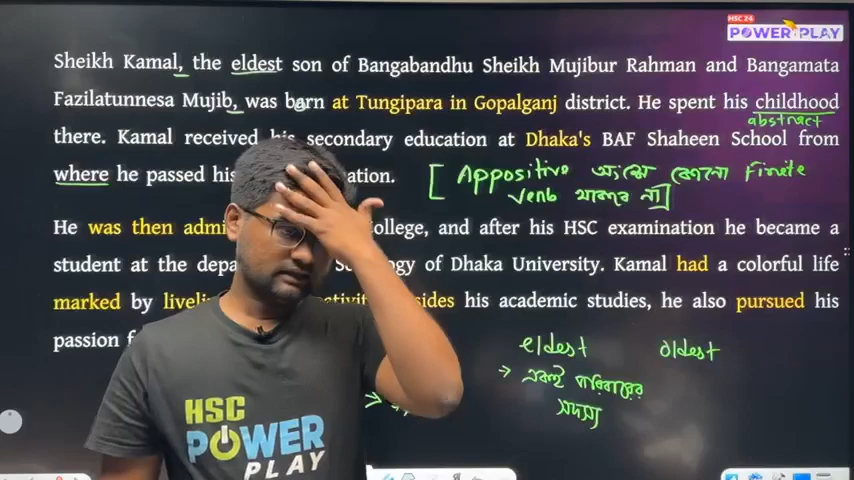 HSC 24
POWER PLAY
Sheikh Kamal, the eldest son of Bangabandhu Sheikh Mujibur Rahman and Bangamata
Fazilatunnesa Mujib, was born at Tungipara in Gopalganj district. He spent his childhood
abstract
there. Kamal received his secondary education at Dhaka's BAF Shaheen School from
where he passed his
[ Appositive অংশে কোনো Finite
verb থাকবে না]
He was then ollege, and after his HSC examination he became a
student at the of Dhaka University. Kamal had a colorful life
marked by his academic studies, he also pursued his
passion
eldest oldest
→ একই পরিবারের
সদস্য
HSC
POWER
PLAY